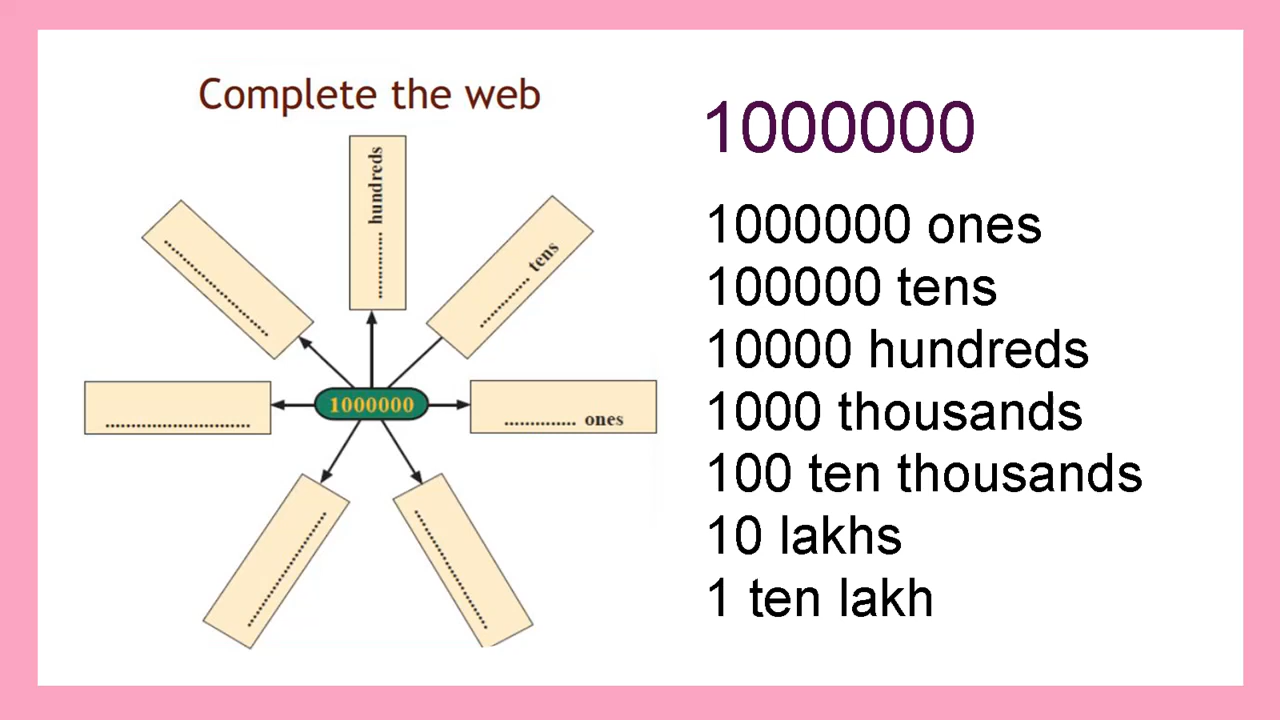 Complete the web
.............. hundreds
.............. tens
............................
1000000
............................
.............. ones
............................
............................
1000000
1000000 ones
100000 tens
10000 hundreds
1000 thousands
100 ten thousands
10 lakhs
1 ten lakh